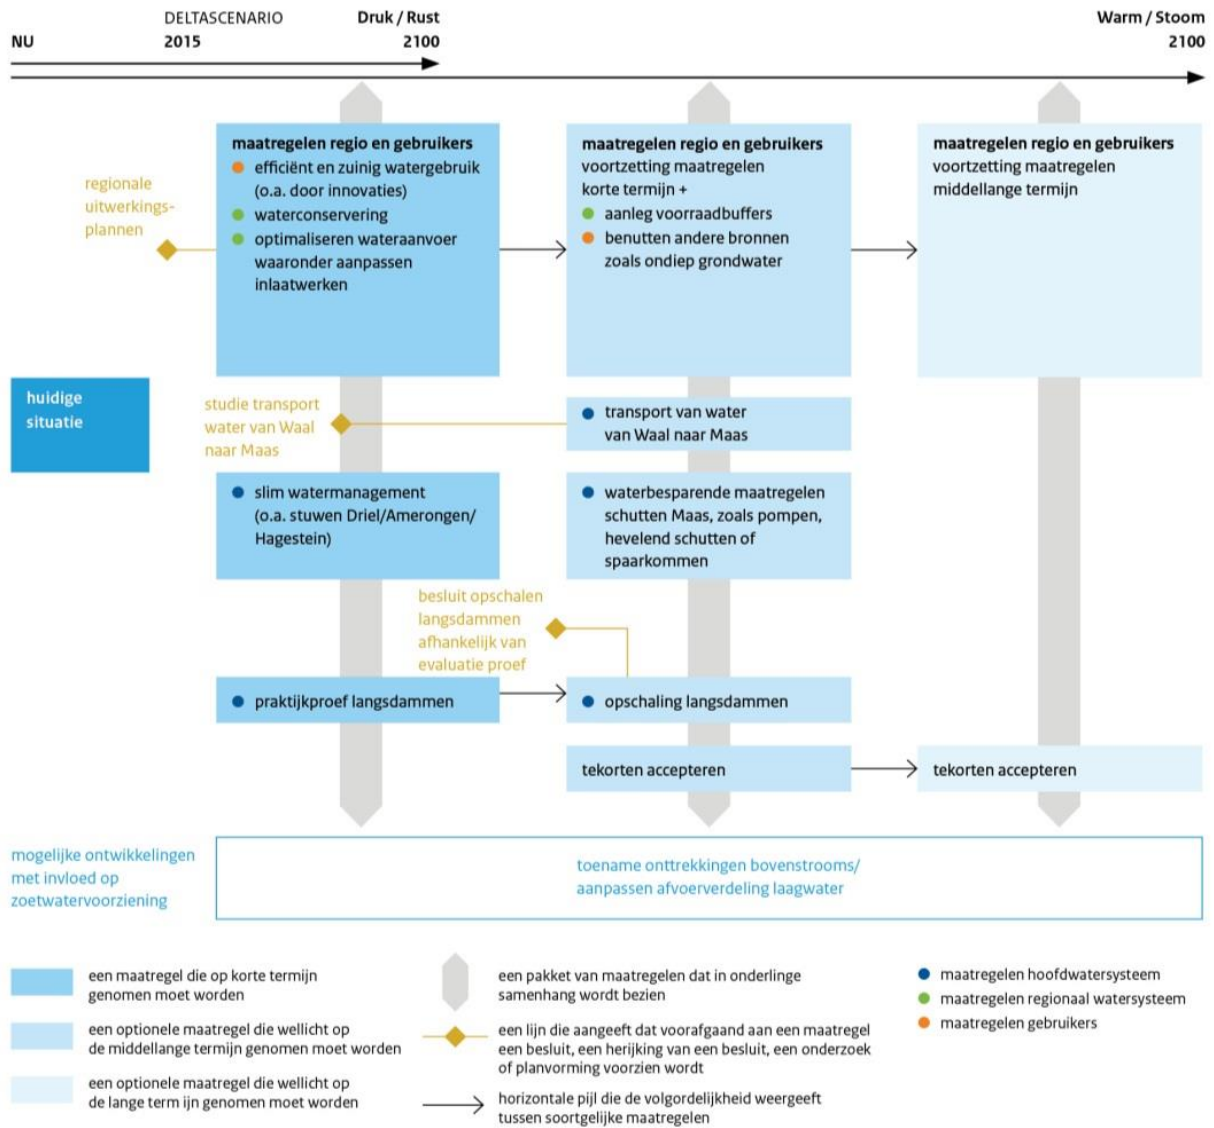 DELTASCENARIO
Druk / Rust
Warm / Stoom
NU
2015
2100
2100
regionale
uitwerkings-
plannen
maatregelen regio en gebruikers
efficiënt en zuinig watergebruik
(o.a. door innovaties)
waterconservering
optimaliseren wateraanvoer
waaronder aanpassen
inlaatwerken
maatregelen regio en gebruikers
voortzetting maatregelen
korte termijn +
aanleg voorraadbuffers
benutten andere bronnen
zoals ondiep grondwater
maatregelen regio en gebruikers
voortzetting maatregelen
middellange termijn
huidige
situatie
studie transport
water van Waal
naar Maas
transport van water
van Waal naar Maas
slim watermanagement
(o.a. stuwen Driel/Amerongen/
Hagestein)
waterbesparende maatregelen
schutten Maas, zoals pompen,
hevelend schutten of
spaarkommen
besluit opschalen
langsdammen
afhankelijk van
evaluatie proef
praktijkproef langsdammen
opschaling langsdammen
tekorten accepteren
tekorten accepteren
mogelijke ontwikkelingen
met invloed op
zoetwatervoorziening
toename onttrekkingen bovenstrooms/
aanpassen afvoerverdeling laagwater
een maatregel die op korte termijn
genomen moet worden
een optionele maatregel die wellicht op
de middellange termijn genomen moet worden
een optionele maatregel die wellicht op
de lange term ijn genomen moet worden
een pakket van maatregelen dat in onderlinge
samenhang wordt bezien
een lijn die aangeeft dat voorafgaand aan een maatregel
een besluit, een herijking van een besluit, een onderzoek
of planvorming voorzien wordt
horizontale pijl die de volgordelijkheid weergeeft
tussen soortgelijke maatregelen
maatregelen hoofdwatersysteem
maatregelen regionaal watersysteem
maatregelen gebruikers